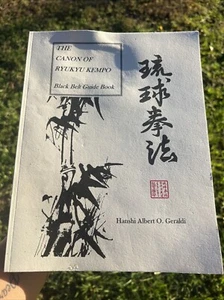 THE
CANON OF
RYUKYU KEMPO
Black Belt Guide Book
琉球拳法
Hanshi Albert O. Geraldi